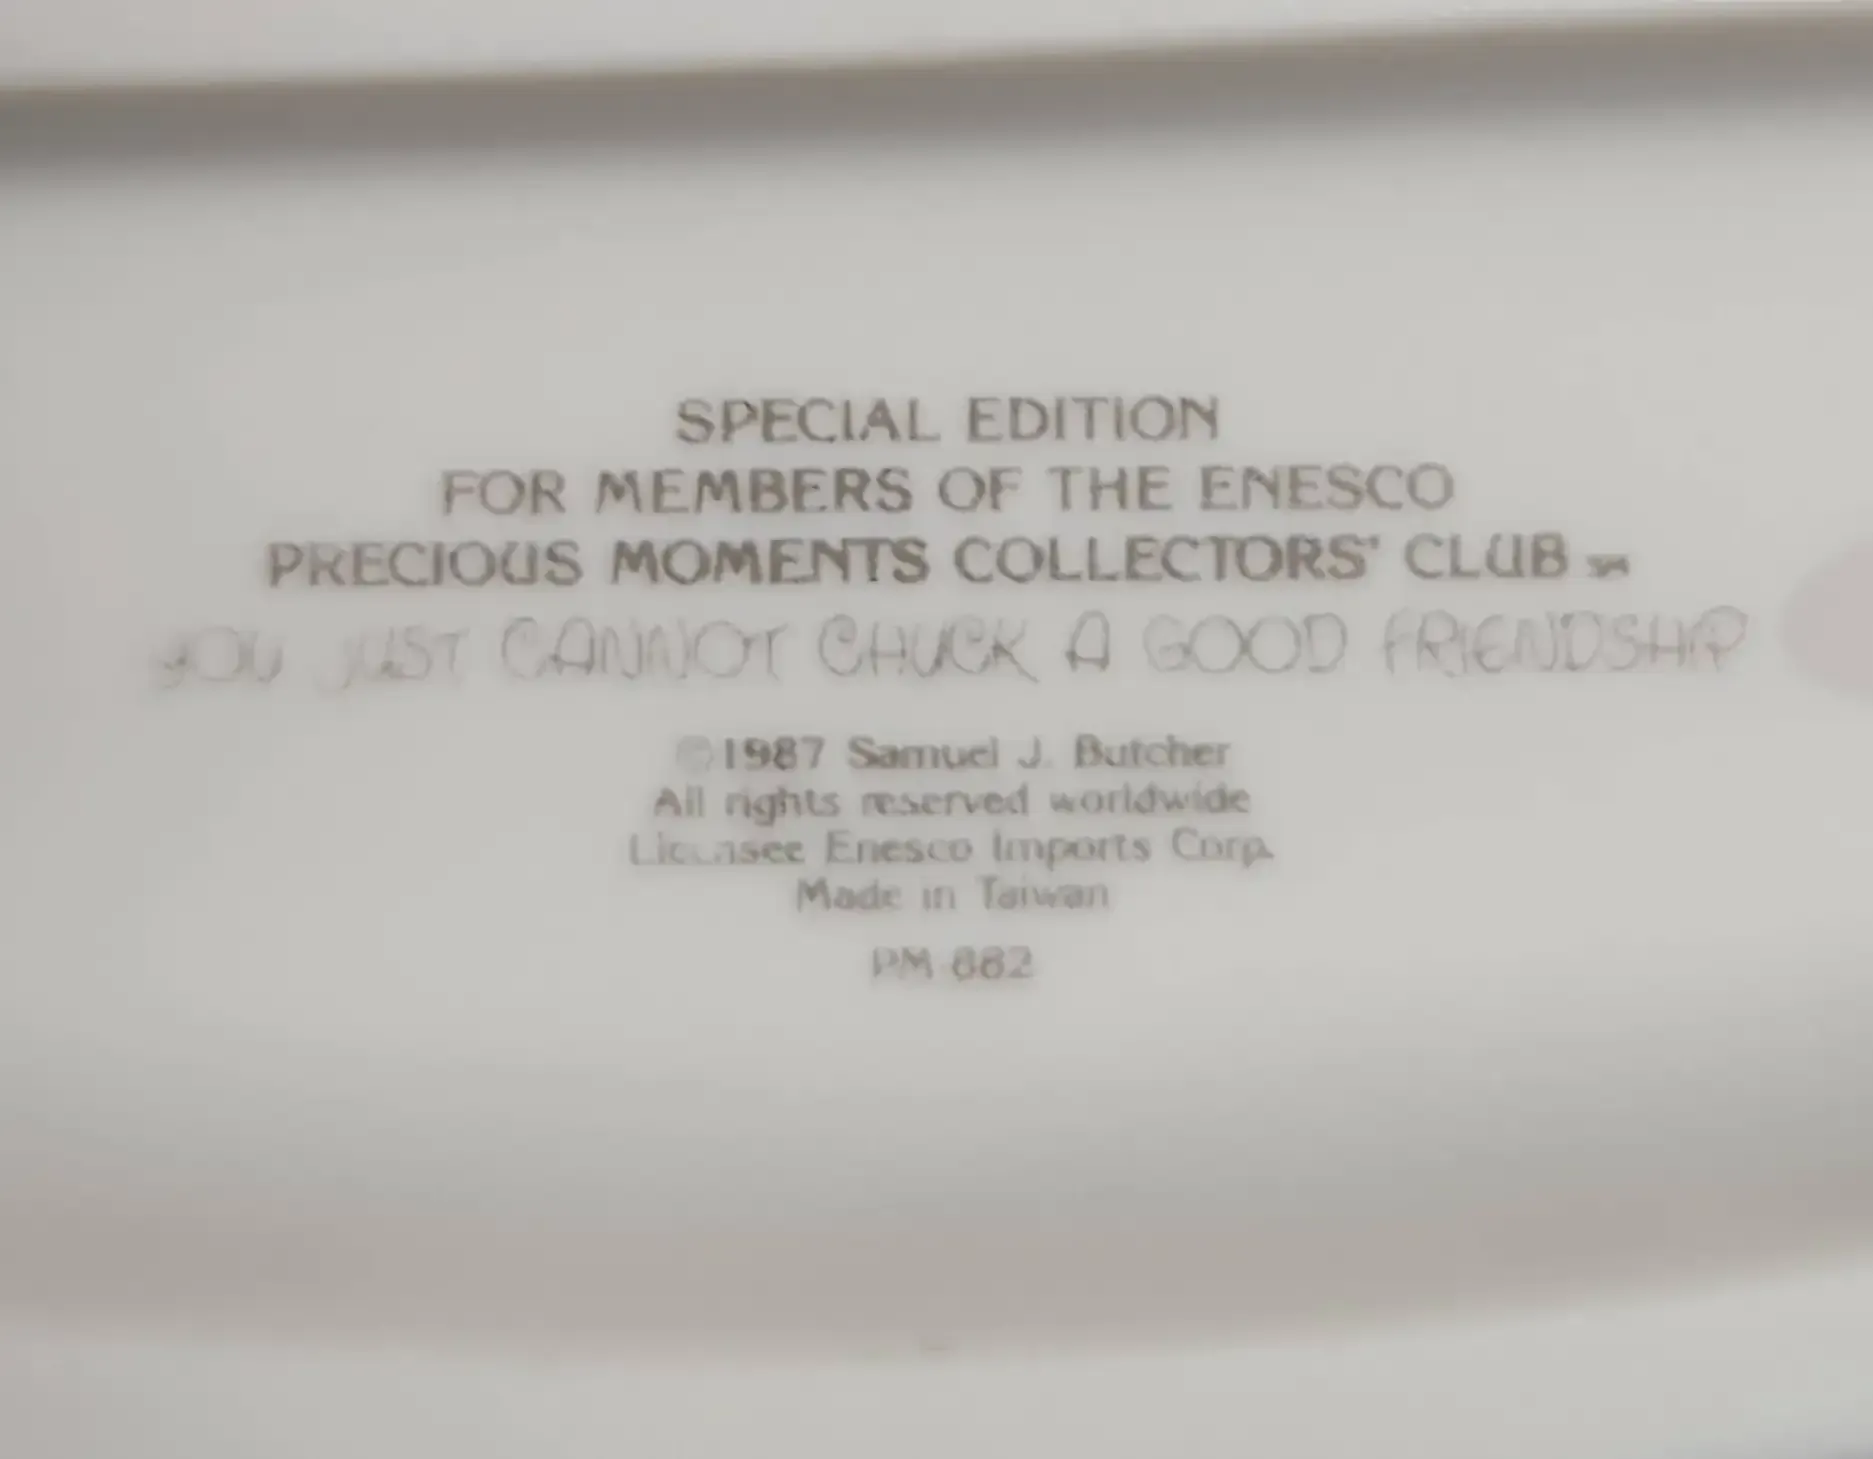 SPECIAL EDITION
FOR MEMBERS OF THE ENESCO
PRECIOUS MOMENTS COLLECTORS' CLUB SM
YOU JUST CANNOT CHUCK A GOOD FRIENDSHIP
©1987 Samuel J. Butcher
All rights reserved worldwide
Licensee Enesco Imports Corp.
Made in Taiwan
PM-882